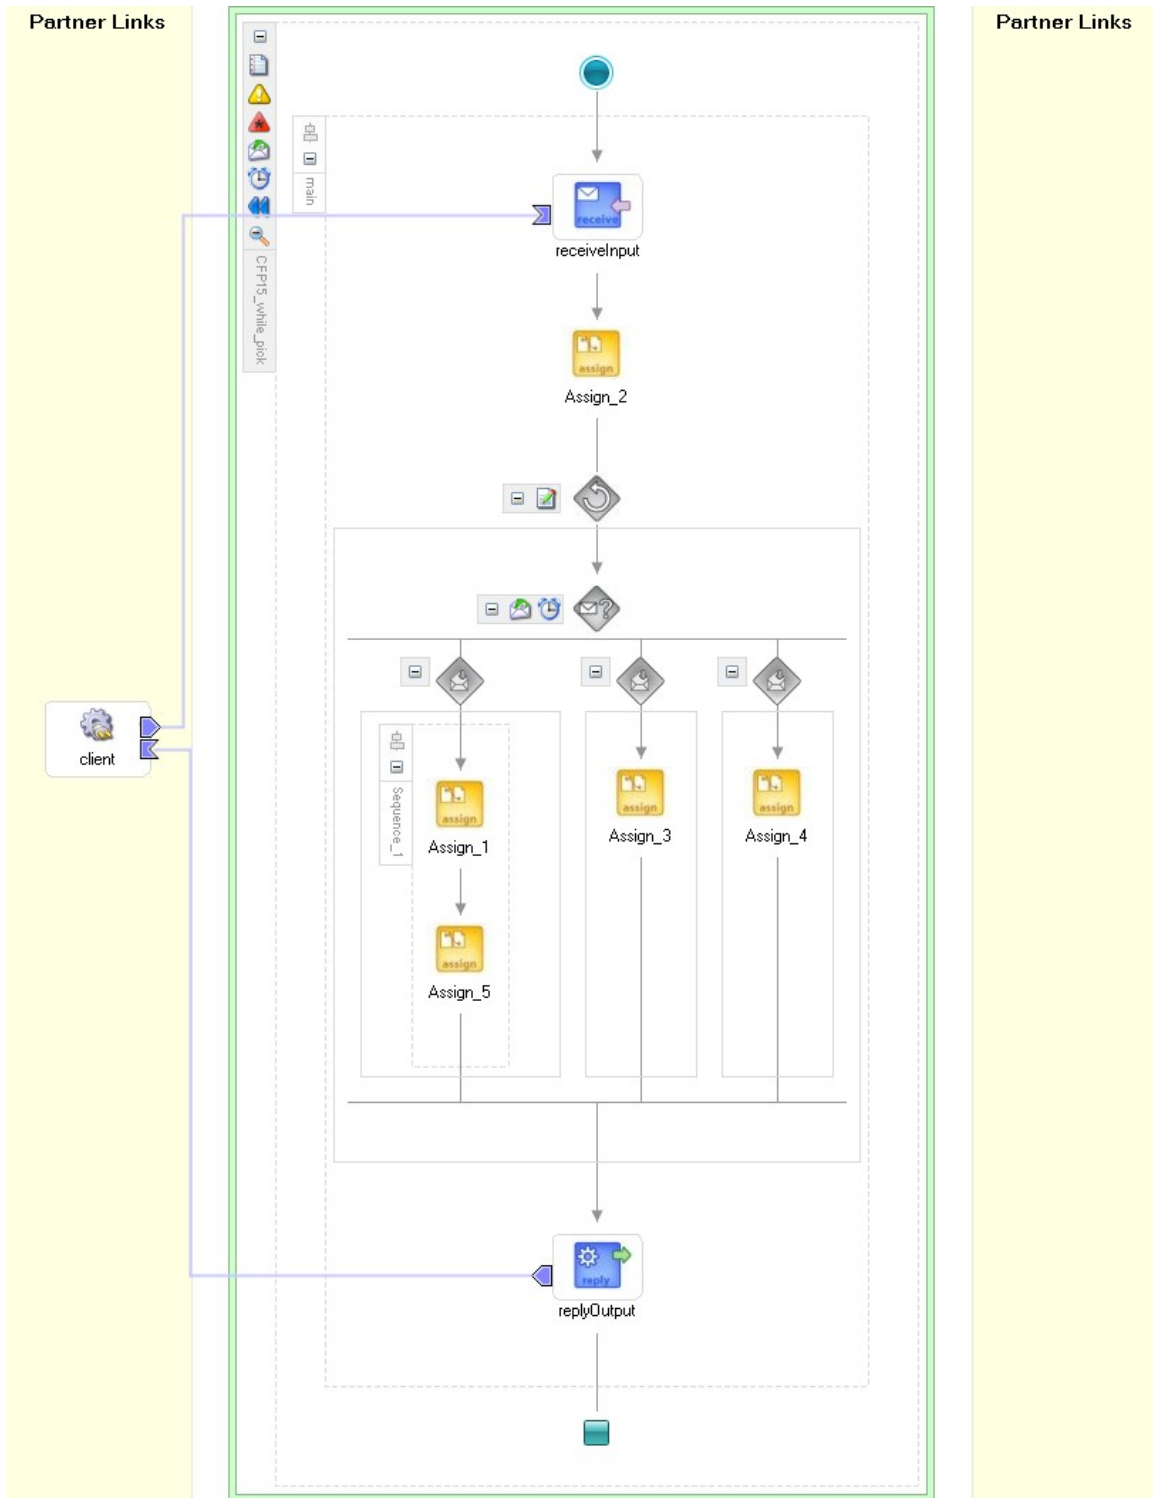 Partner Links
Partner Links
main
receive
receiveInput
CFP15_while_pick
assign
Assign_2
?
client
Sequence_1
assign
Assign_1
assign
Assign_3
assign
Assign_4
assign
Assign_5
reply
replyOutput